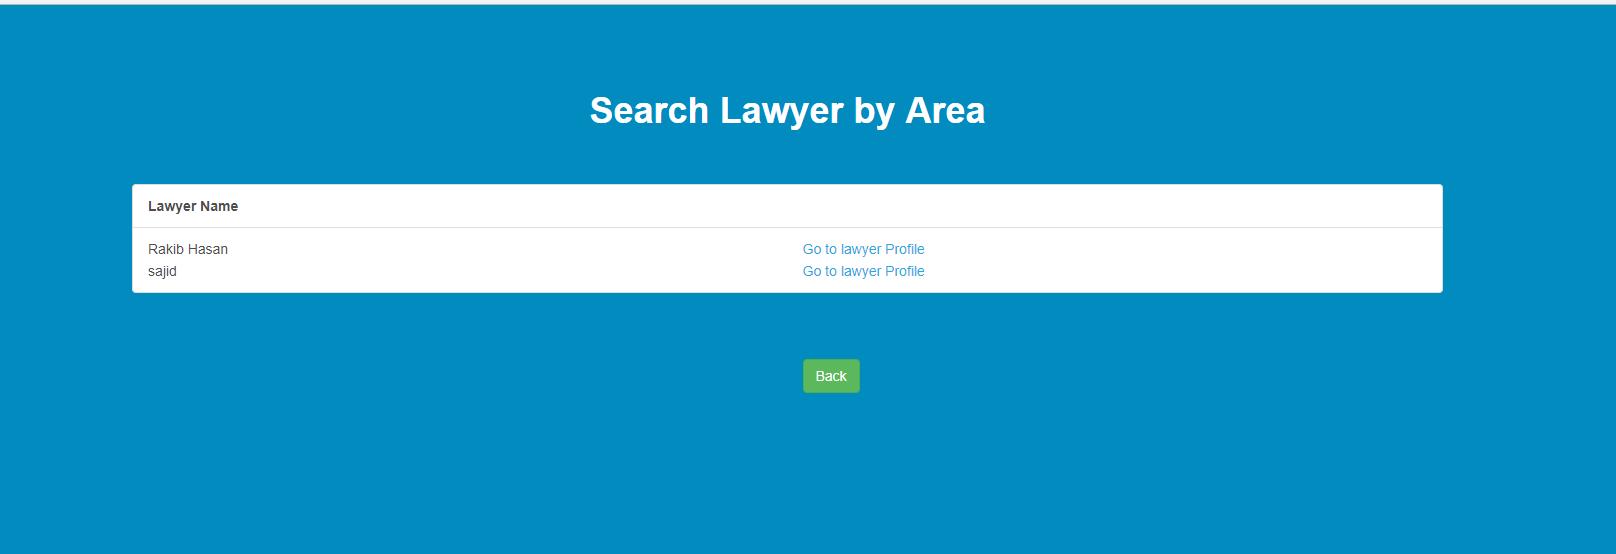 Search Lawyer by Area
Lawyer Name
Rakib Hasan Go to lawyer Profile
sajid Go to lawyer Profile
Back